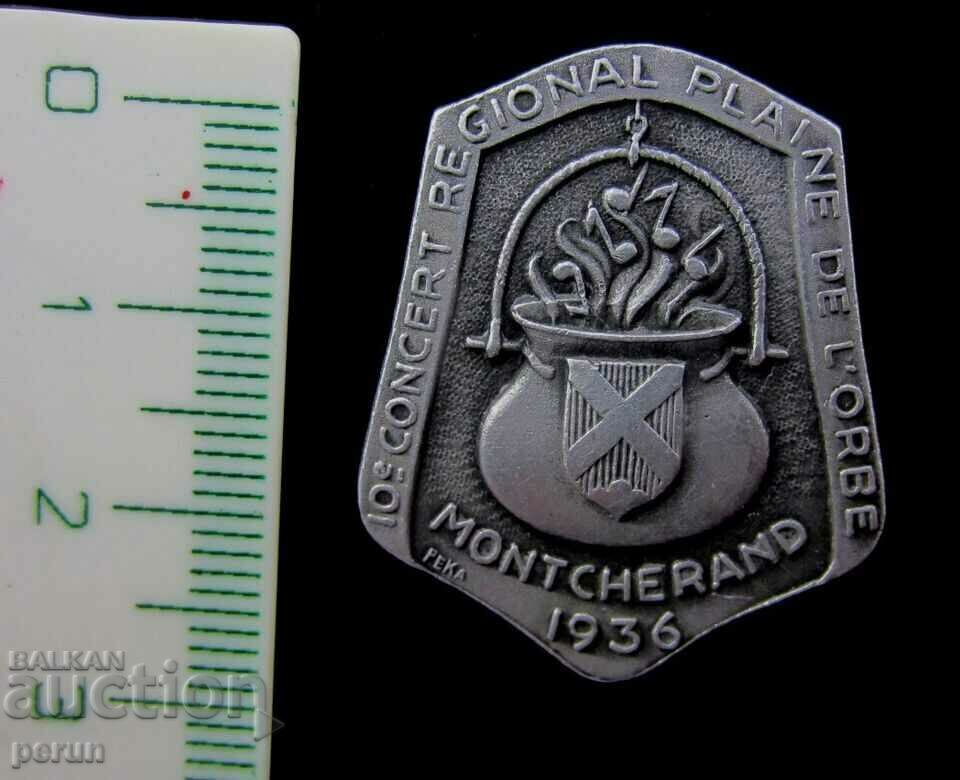 10e CONCERT REGIONAL PLAINE DE L'ORBE
MONTCHERAND
1936
PEKA
0
1
2
3
BALKAN
auction
perun